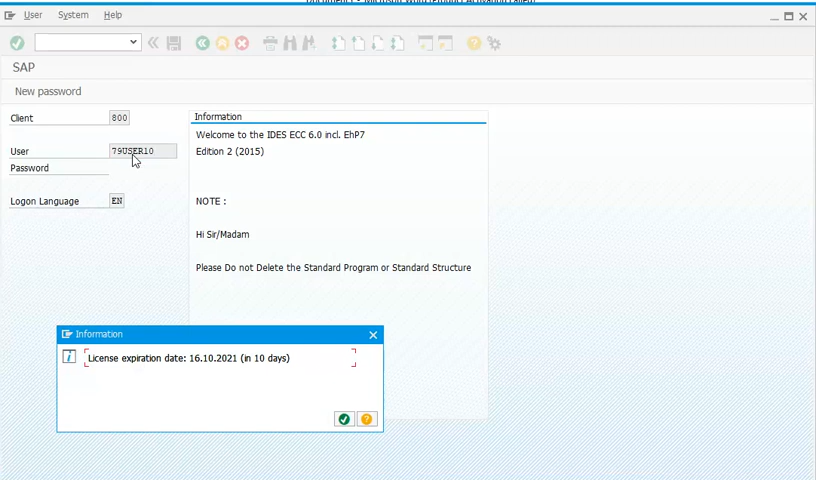 User System Help
SAP
New password
Client 800
User 79USER10
Password
Logon Language EN
Information
Welcome to the IDES ECC 6.0 incl. EhP7
Edition 2 (2015)
NOTE :
Hi Sir/Madam
Please Do not Delete the Standard Program or Standard Structure
Information
License expiration date: 16.10.2021 (in 10 days)